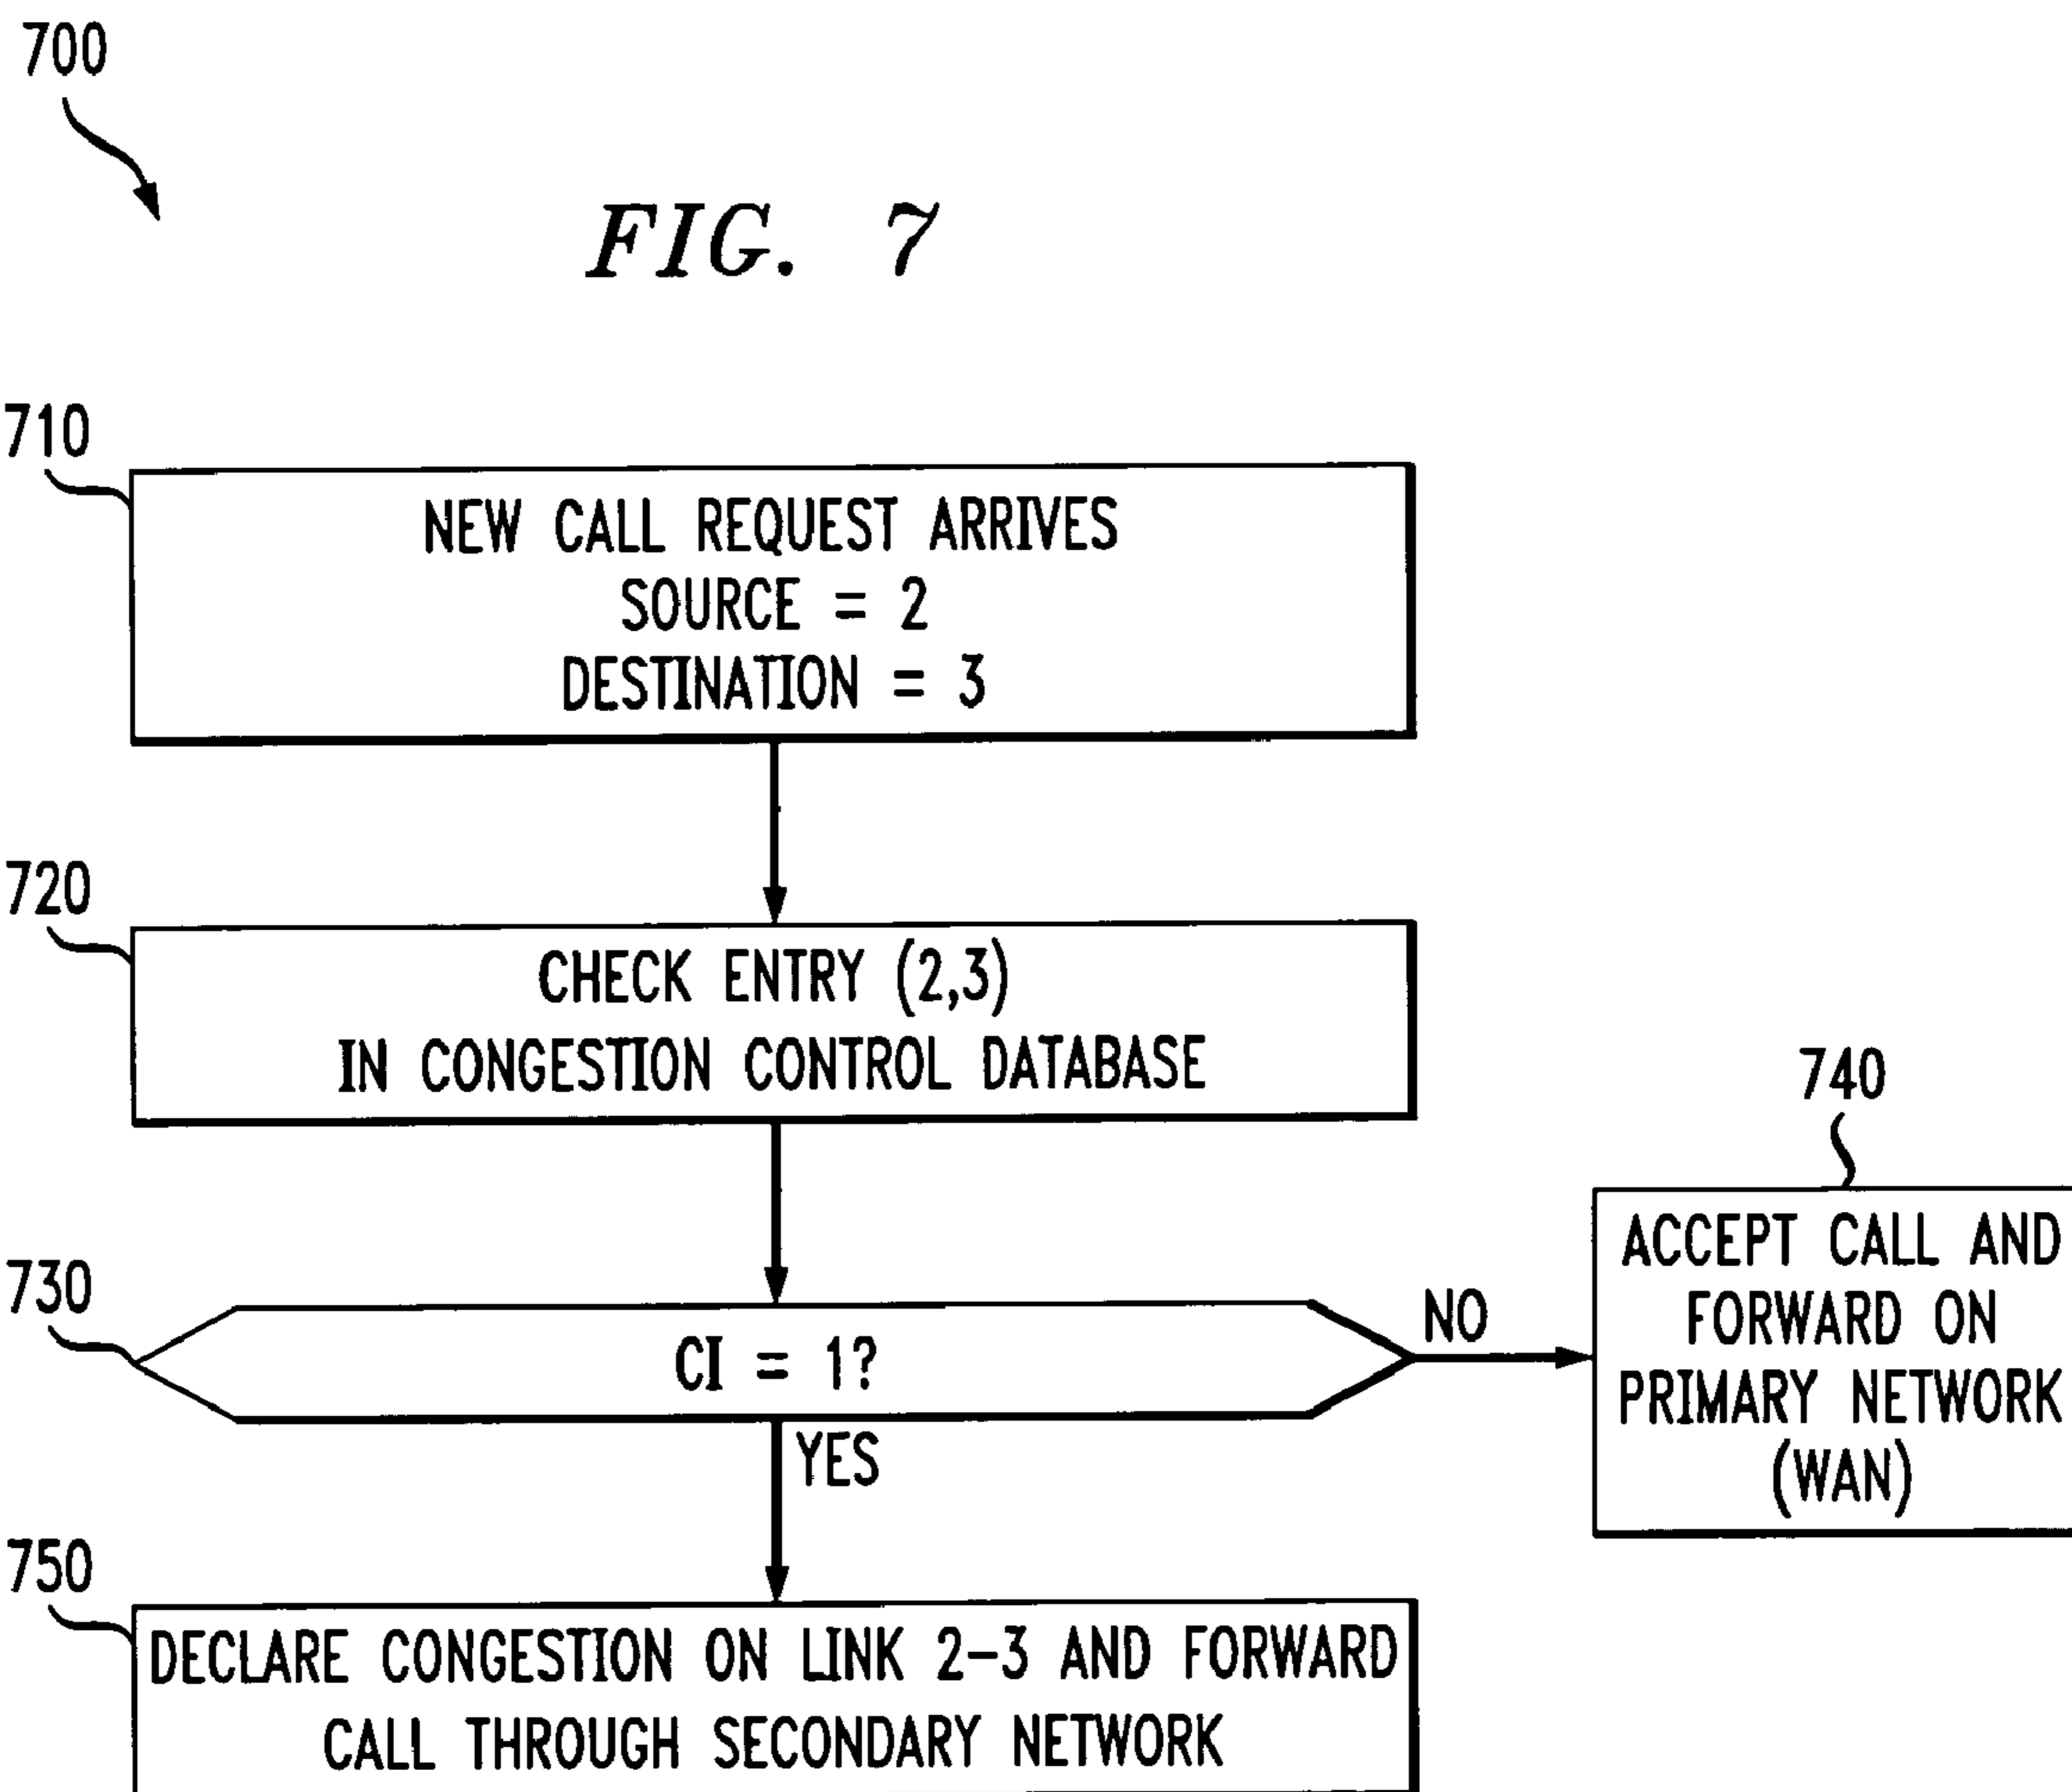 700
FIG. 7
710
NEW CALL REQUEST ARRIVES
SOURCE = 2
DESTINATION = 3
720
CHECK ENTRY (2,3)
IN CONGESTION CONTROL DATABASE
730
CI = 1?
NO
740
ACCEPT CALL AND
FORWARD ON
PRIMARY NETWORK
(WAN)
YES
750
DECLARE CONGESTION ON LINK 2-3 AND FORWARD
CALL THROUGH SECONDARY NETWORK